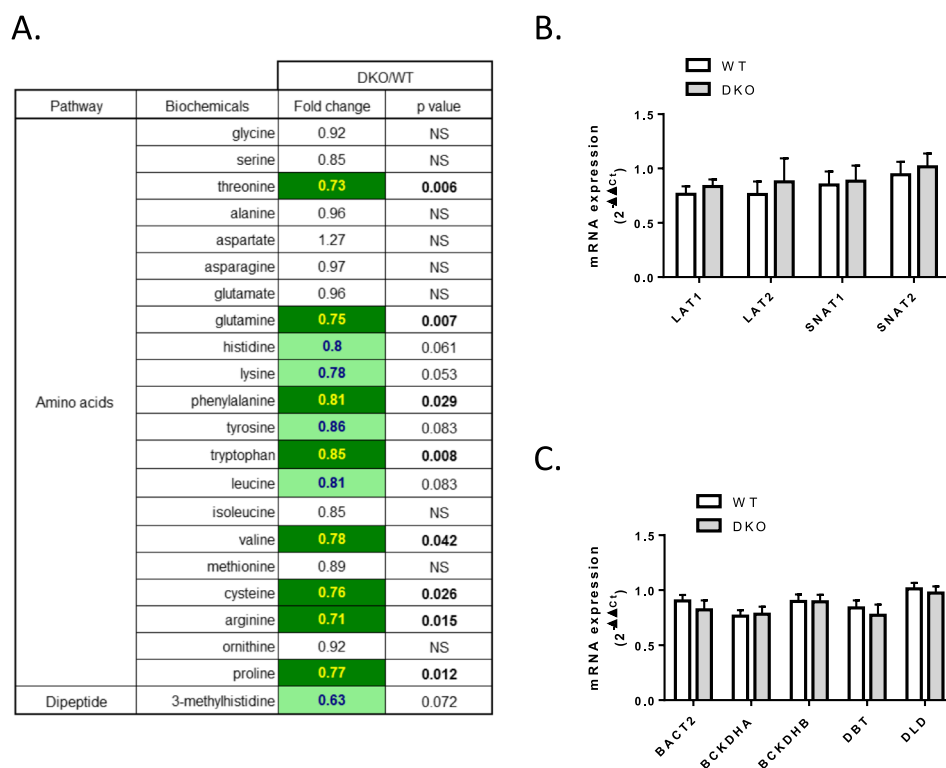 A.
DKO/WT
Pathway Biochemicals Fold change p value
glycine 0.92 NS
serine 0.85 NS
threonine 0.73 0.006
alanine 0.96 NS
aspartate 1.27 NS
asparagine 0.97 NS
glutamate 0.96 NS
glutamine 0.75 0.007
histidine 0.8 0.061
lysine 0.78 0.053
Amino acids phenylalanine 0.81 0.029
tyrosine 0.86 0.083
tryptophan 0.85 0.008
leucine 0.81 0.083
isoleucine 0.85 NS
valine 0.78 0.042
methionine 0.89 NS
cysteine 0.76 0.026
arginine 0.71 0.015
ornithine 0.92 NS
proline 0.77 0.012
Dipeptide 3-methylhistidine 0.63 0.072
B.
WT
DKO
mRNA expression
(2-▲▲Ct)
1.5
1.0
0.5
0.0
LAT1 LAT2 SNAT1 SNAT2
C.
WT
DKO
mRNA expression
(2-▲▲Ct)
1.5
1.0
0.5
0.0
BACT2 BCKDHA BCKDHB DBT DLD